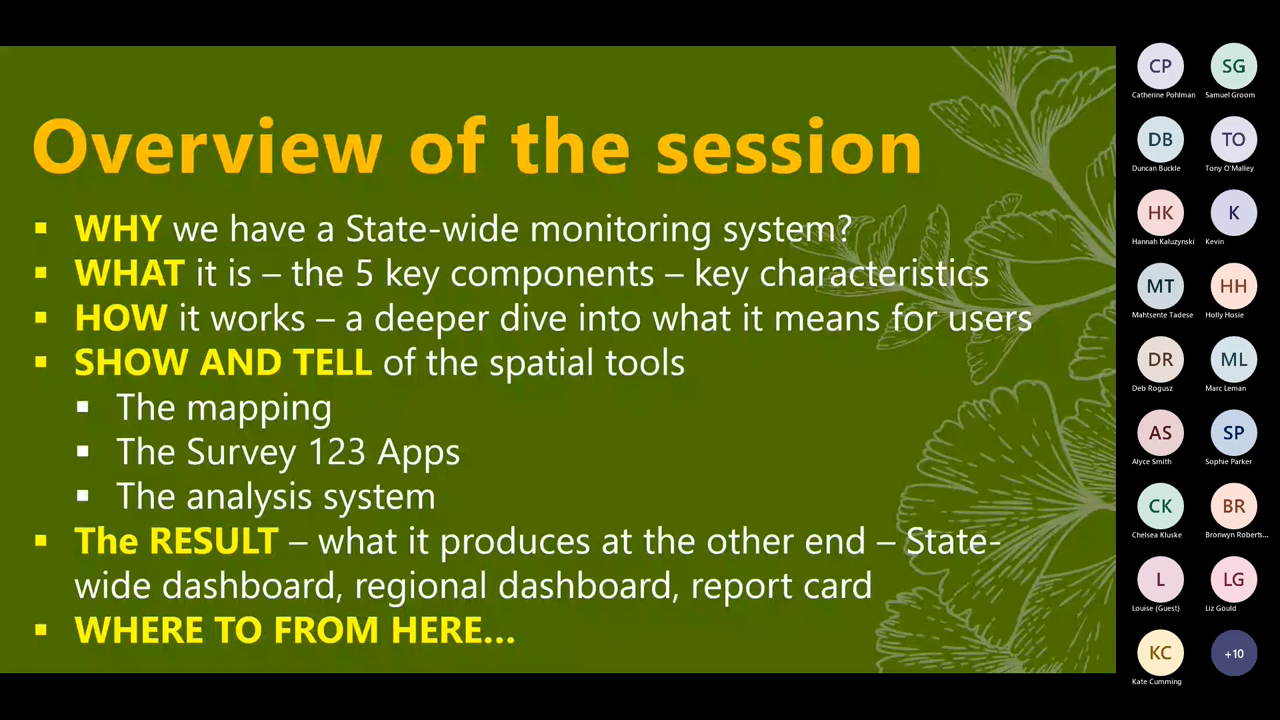 Overview of the session
▪ WHY we have a State-wide monitoring system?
▪ WHAT it is – the 5 key components – key characteristics
▪ HOW it works – a deeper dive into what it means for users
▪ SHOW AND TELL of the spatial tools
▪ The mapping
▪ The Survey 123 Apps
▪ The analysis system
▪ The RESULT – what it produces at the other end – State-
wide dashboard, regional dashboard, report card
▪ WHERE TO FROM HERE...
CP SG
Catherine Pohlman Samuel Groom
DB TO
Duncan Buckle Tony O'Malley
HK K
Hannah Kaluzynski Kevin
MT HH
Mahtsente Tadese Holly Hosie
DR ML
Deb Rogusz Marc Leman
AS SP
Alyce Smith Sophie Parker
CK BR
Chelsea Kluske Bronwyn Roberts...
L LG
Louise (Guest) Liz Gould
KC +10
Kate Cumming